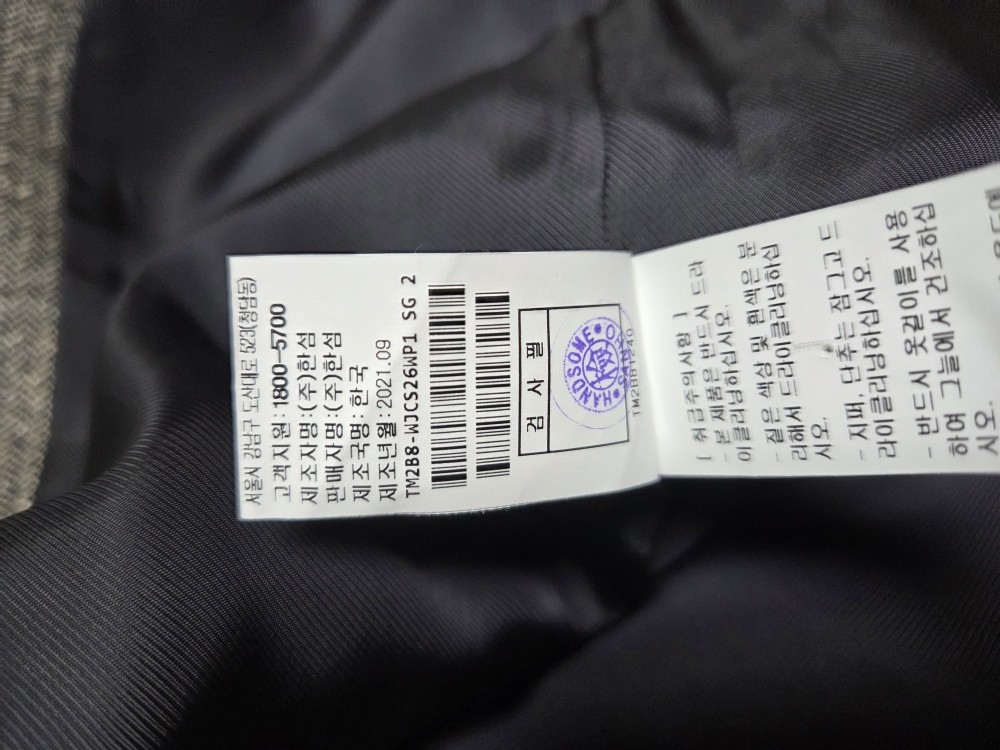 서울시 강남구 도산대로 523(청담동)
고객지원:1800-5700
제조사명:(주)한섬
판매사명:(주)한섬
제조국명:한국
제조년월:2021.09
TM2B8-WJCS26WP1 SG 2
검 사 필
HANDSOME
[ 취급주의사항 ]
- 본 제품은 반드시 드라
이클리닝하십시오.
- 짙은 색상 및 흰색은 분
리해서 드라이클리닝하십
시오.
- 지퍼, 단추는 잠그고 드
라이클리닝하십시오.
- 반드시 옷걸이를 사용
하여 그늘에서 건조하십
시오.